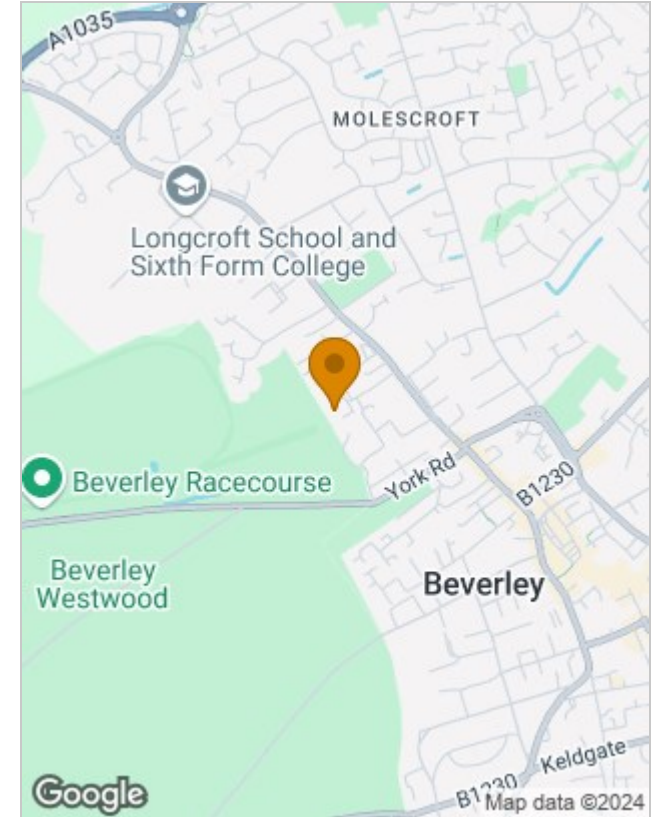 A1035
MOLESCROFT
Longcroft School and
Sixth Form College
Beverley Racecourse
York Rd
B1230
Beverley
Westwood
Beverley
Keldgate
B1230
Google
Map data ©2024